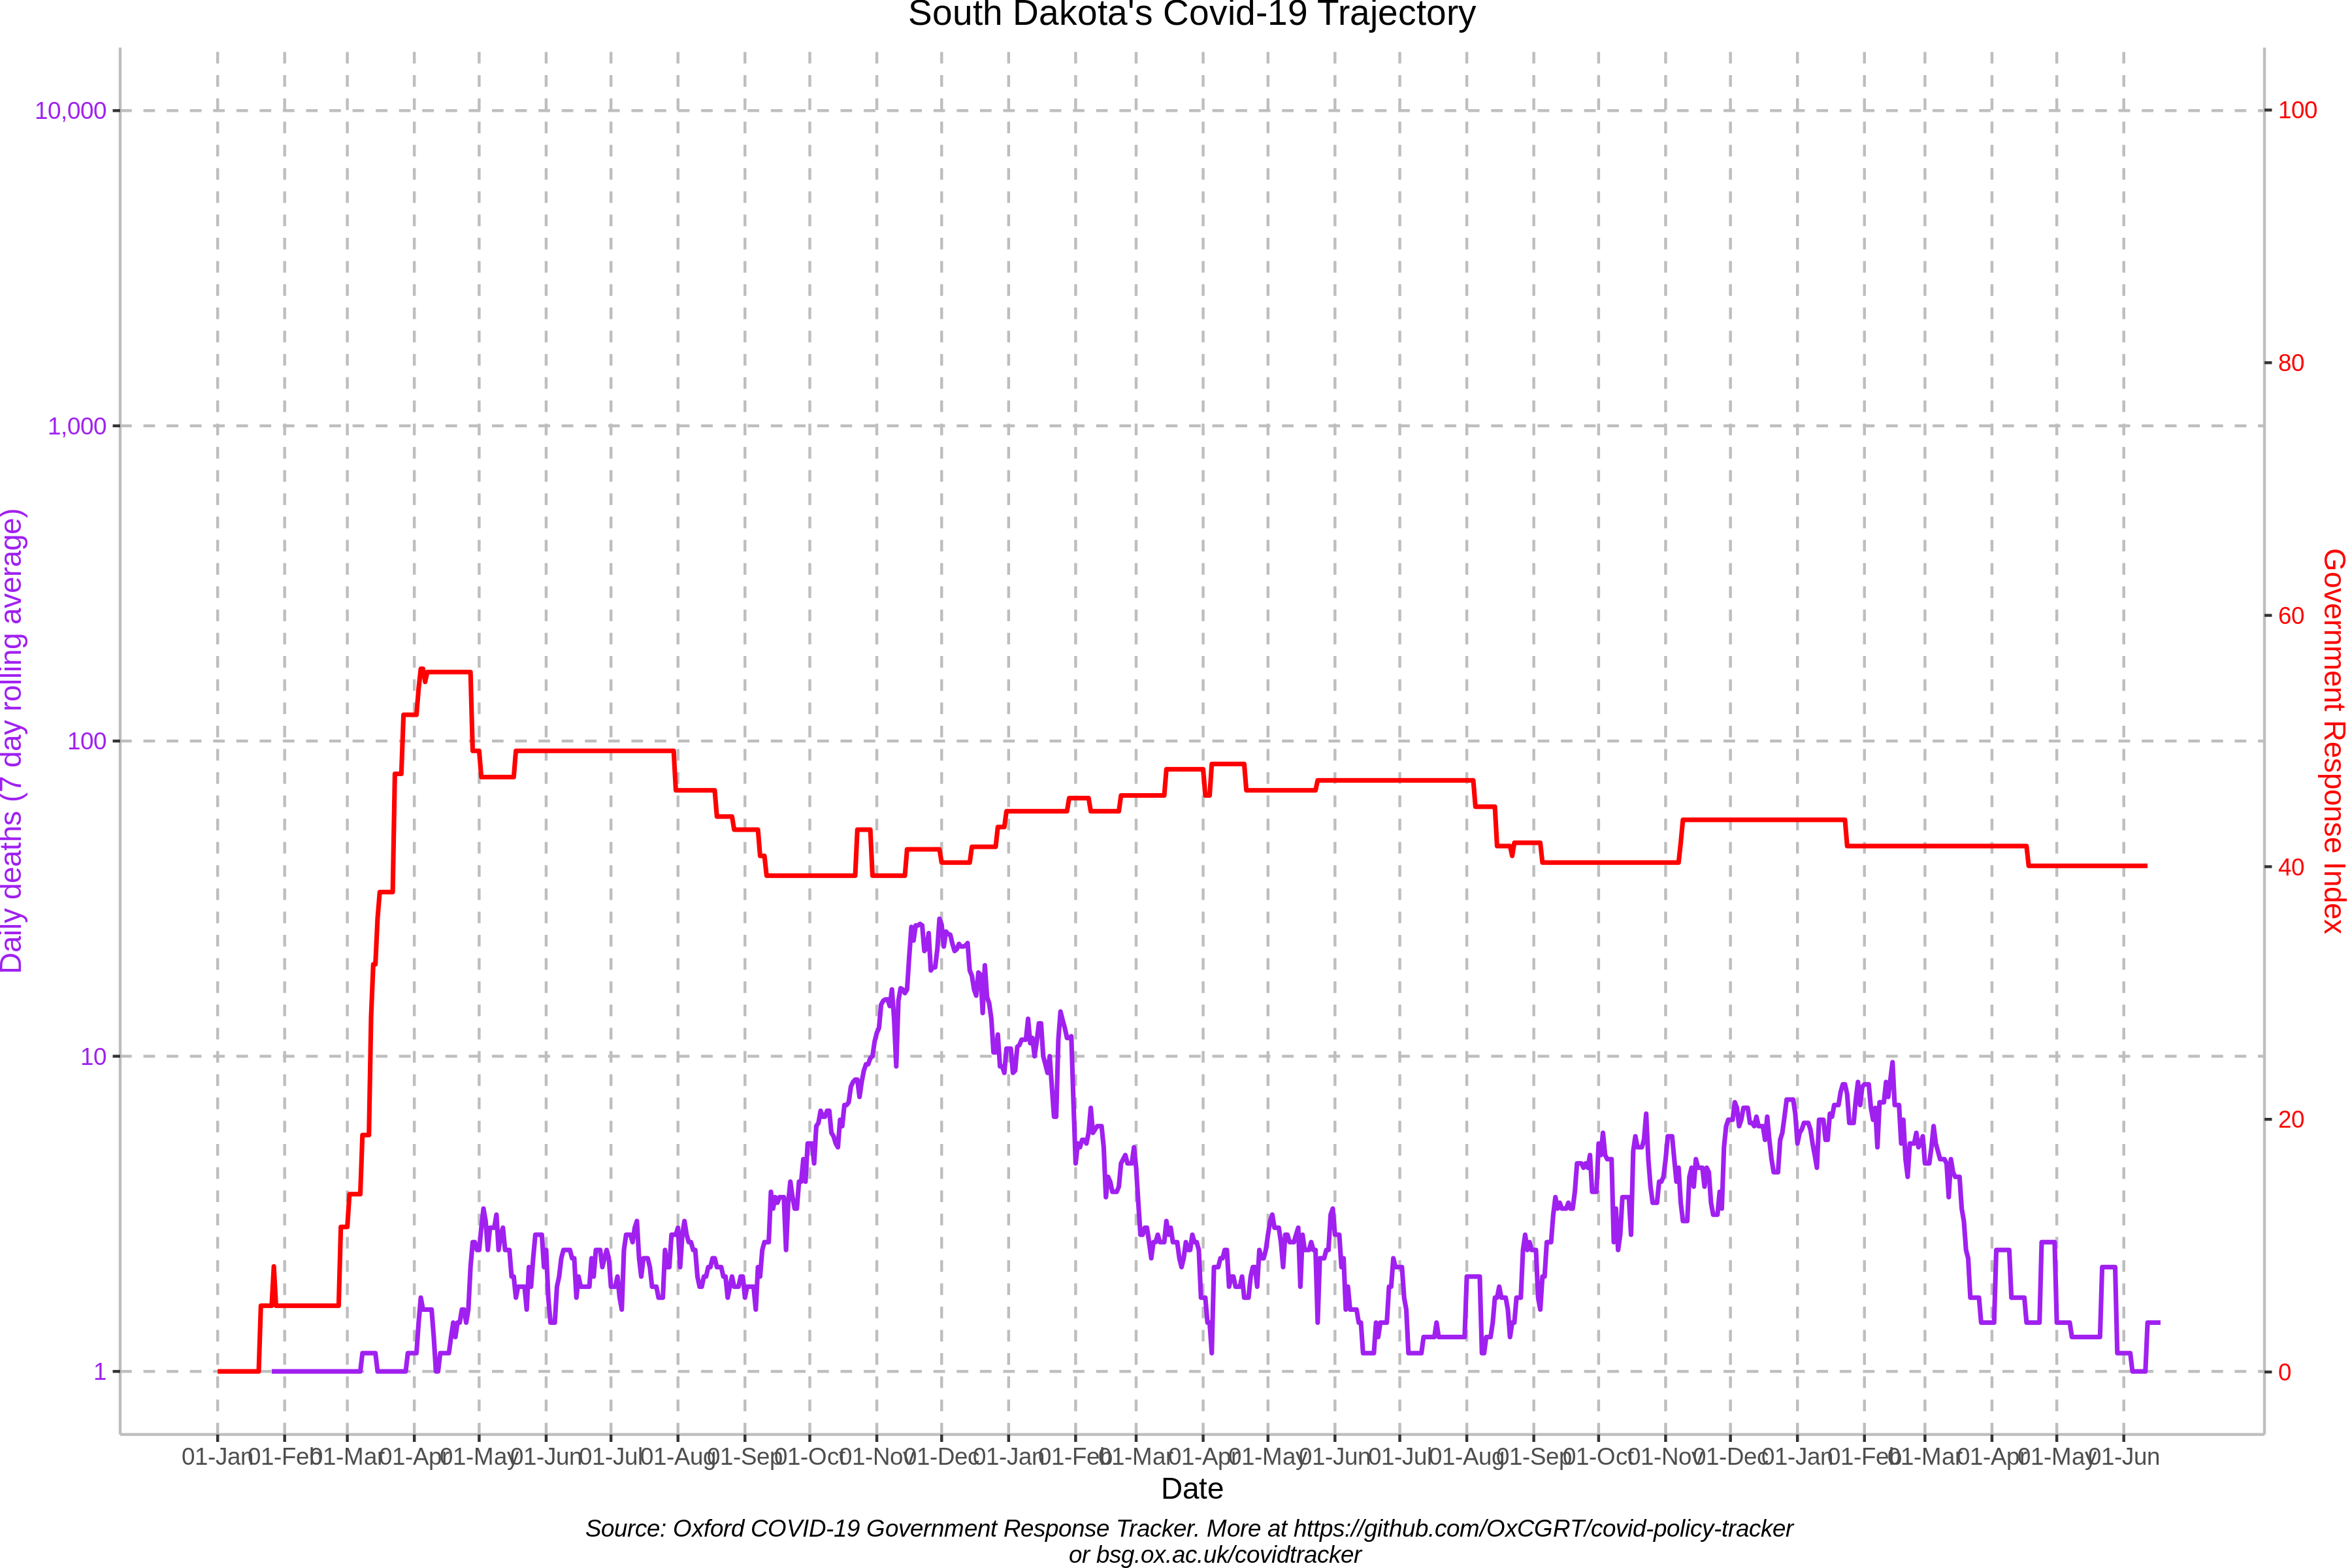 South Dakota's Covid-19 Trajectory
10,000
1,000
100
10
1
Daily deaths (7 day rolling average)
100
80
60
40
20
0
Government Response Index
01-Jan 01-Feb 01-Mar 01-Apr 01-May 01-Jun 01-Jul 01-Aug 01-Sep 01-Oct 01-Nov 01-Dec 01-Jan 01-Feb 01-Mar 01-Apr 01-May 01-Jun 01-Jul 01-Aug 01-Sep 01-Oct 01-Nov 01-Dec 01-Jan 01-Feb 01-Mar 01-Apr 01-May 01-Jun
Date
Source: Oxford COVID-19 Government Response Tracker. More at https://github.com/OxCGRT/covid-policy-tracker
or bsg.ox.ac.uk/covidtracker